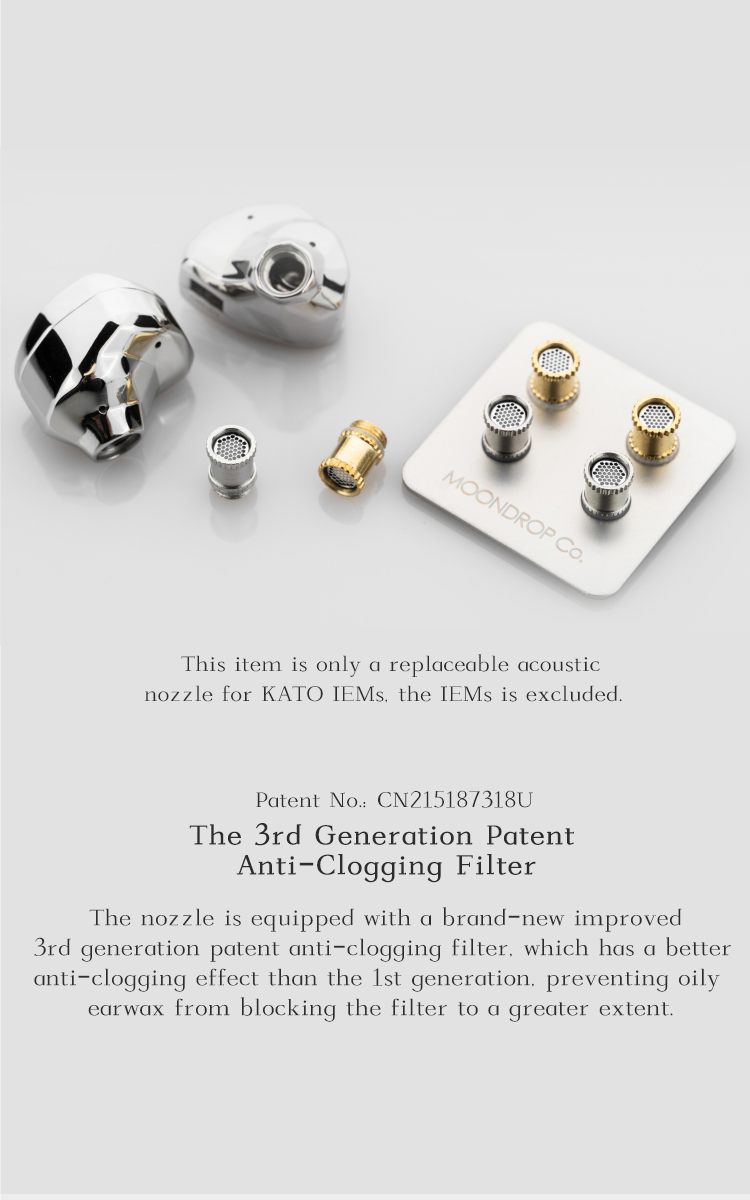 MOONDROP Co.
This item is only a replaceable acoustic
nozzle for KATO IEMs, the IEMs is excluded.
Patent No.: CN215187318U
The 3rd Generation Patent
Anti-Clogging Filter
The nozzle is equipped with a brand-new improved
3rd generation patent anti-clogging filter, which has a better
anti-clogging effect than the 1st generation, preventing oily
earwax from blocking the filter to a greater extent.